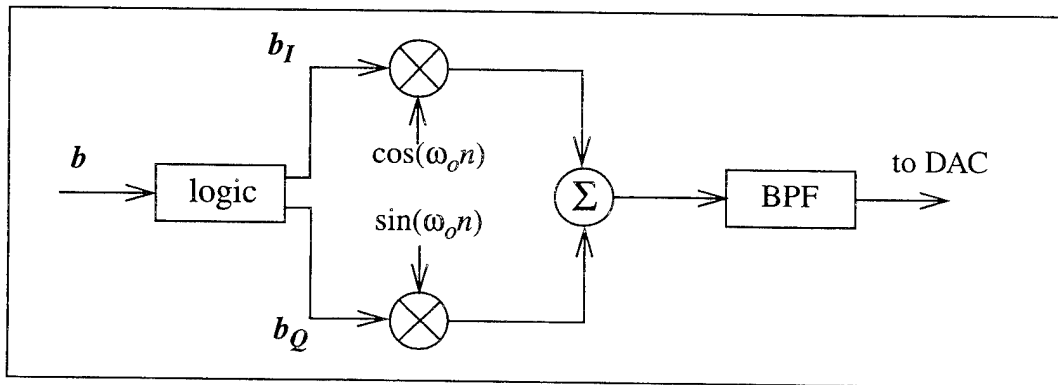 b_I
cos(ω_o n)
b
logic
sin(ω_o n)
Σ
BPF
to DAC
b_Q